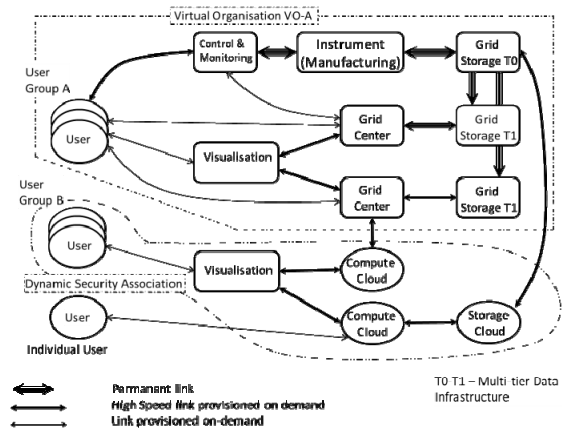 Virtual Organisation VO-A
Control &
Monitoring
Instrument
(Manufacturing)
Grid
Storage T0
User
Group A
User
Grid
Center
Grid
Storage T1
Visualisation
Grid
Center
Grid
Storage T1
User
Group B
User
Visualisation
Compute
Cloud
Dynamic Security Association
User
Compute
Cloud
Storage
Cloud
Individual User
Permanent link
High Speed link provisioned on demand
Link provisioned on-demand
T0 T1 – Multi-tier Data
Infrastructure